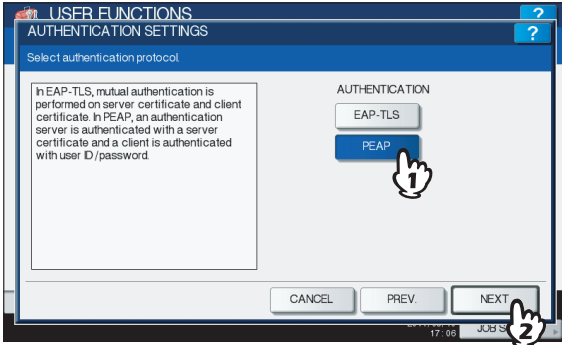 USER FUNCTIONS
?
AUTHENTICATION SETTINGS
?
Select authentication protocol.
In EAP-TLS, mutual authentication is
performed on server certificate and client
certificate. In PEAP, an authentication
server is authenticated with a server
certificate and a client is authenticated
with user ID/password.
AUTHENTICATION
EAP-TLS
PEAP
1
CANCEL
PREV.
NEXT
2
17:06
JOB S